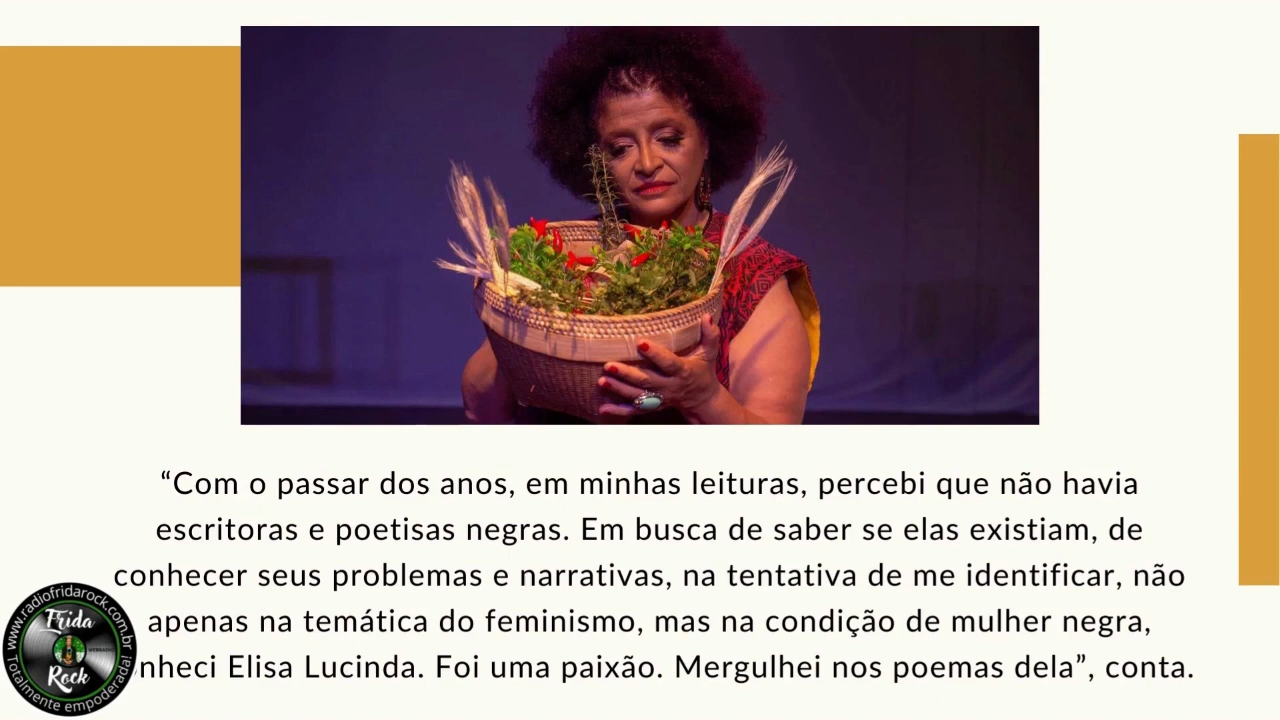 “Com o passar dos anos, em minhas leituras, percebi que não havia
escritoras e poetisas negras. Em busca de saber se elas existiam, de
conhecer seus problemas e narrativas, na tentativa de me identificar, não
apenas na temática do feminismo, mas na condição de mulher negra,
nheci Elisa Lucinda. Foi uma paixão. Mergulhei nos poemas dela”, conta.
www.radiofridarock.com.br
Frida
WEBRADIO
Rock
Totalmente empoderada!